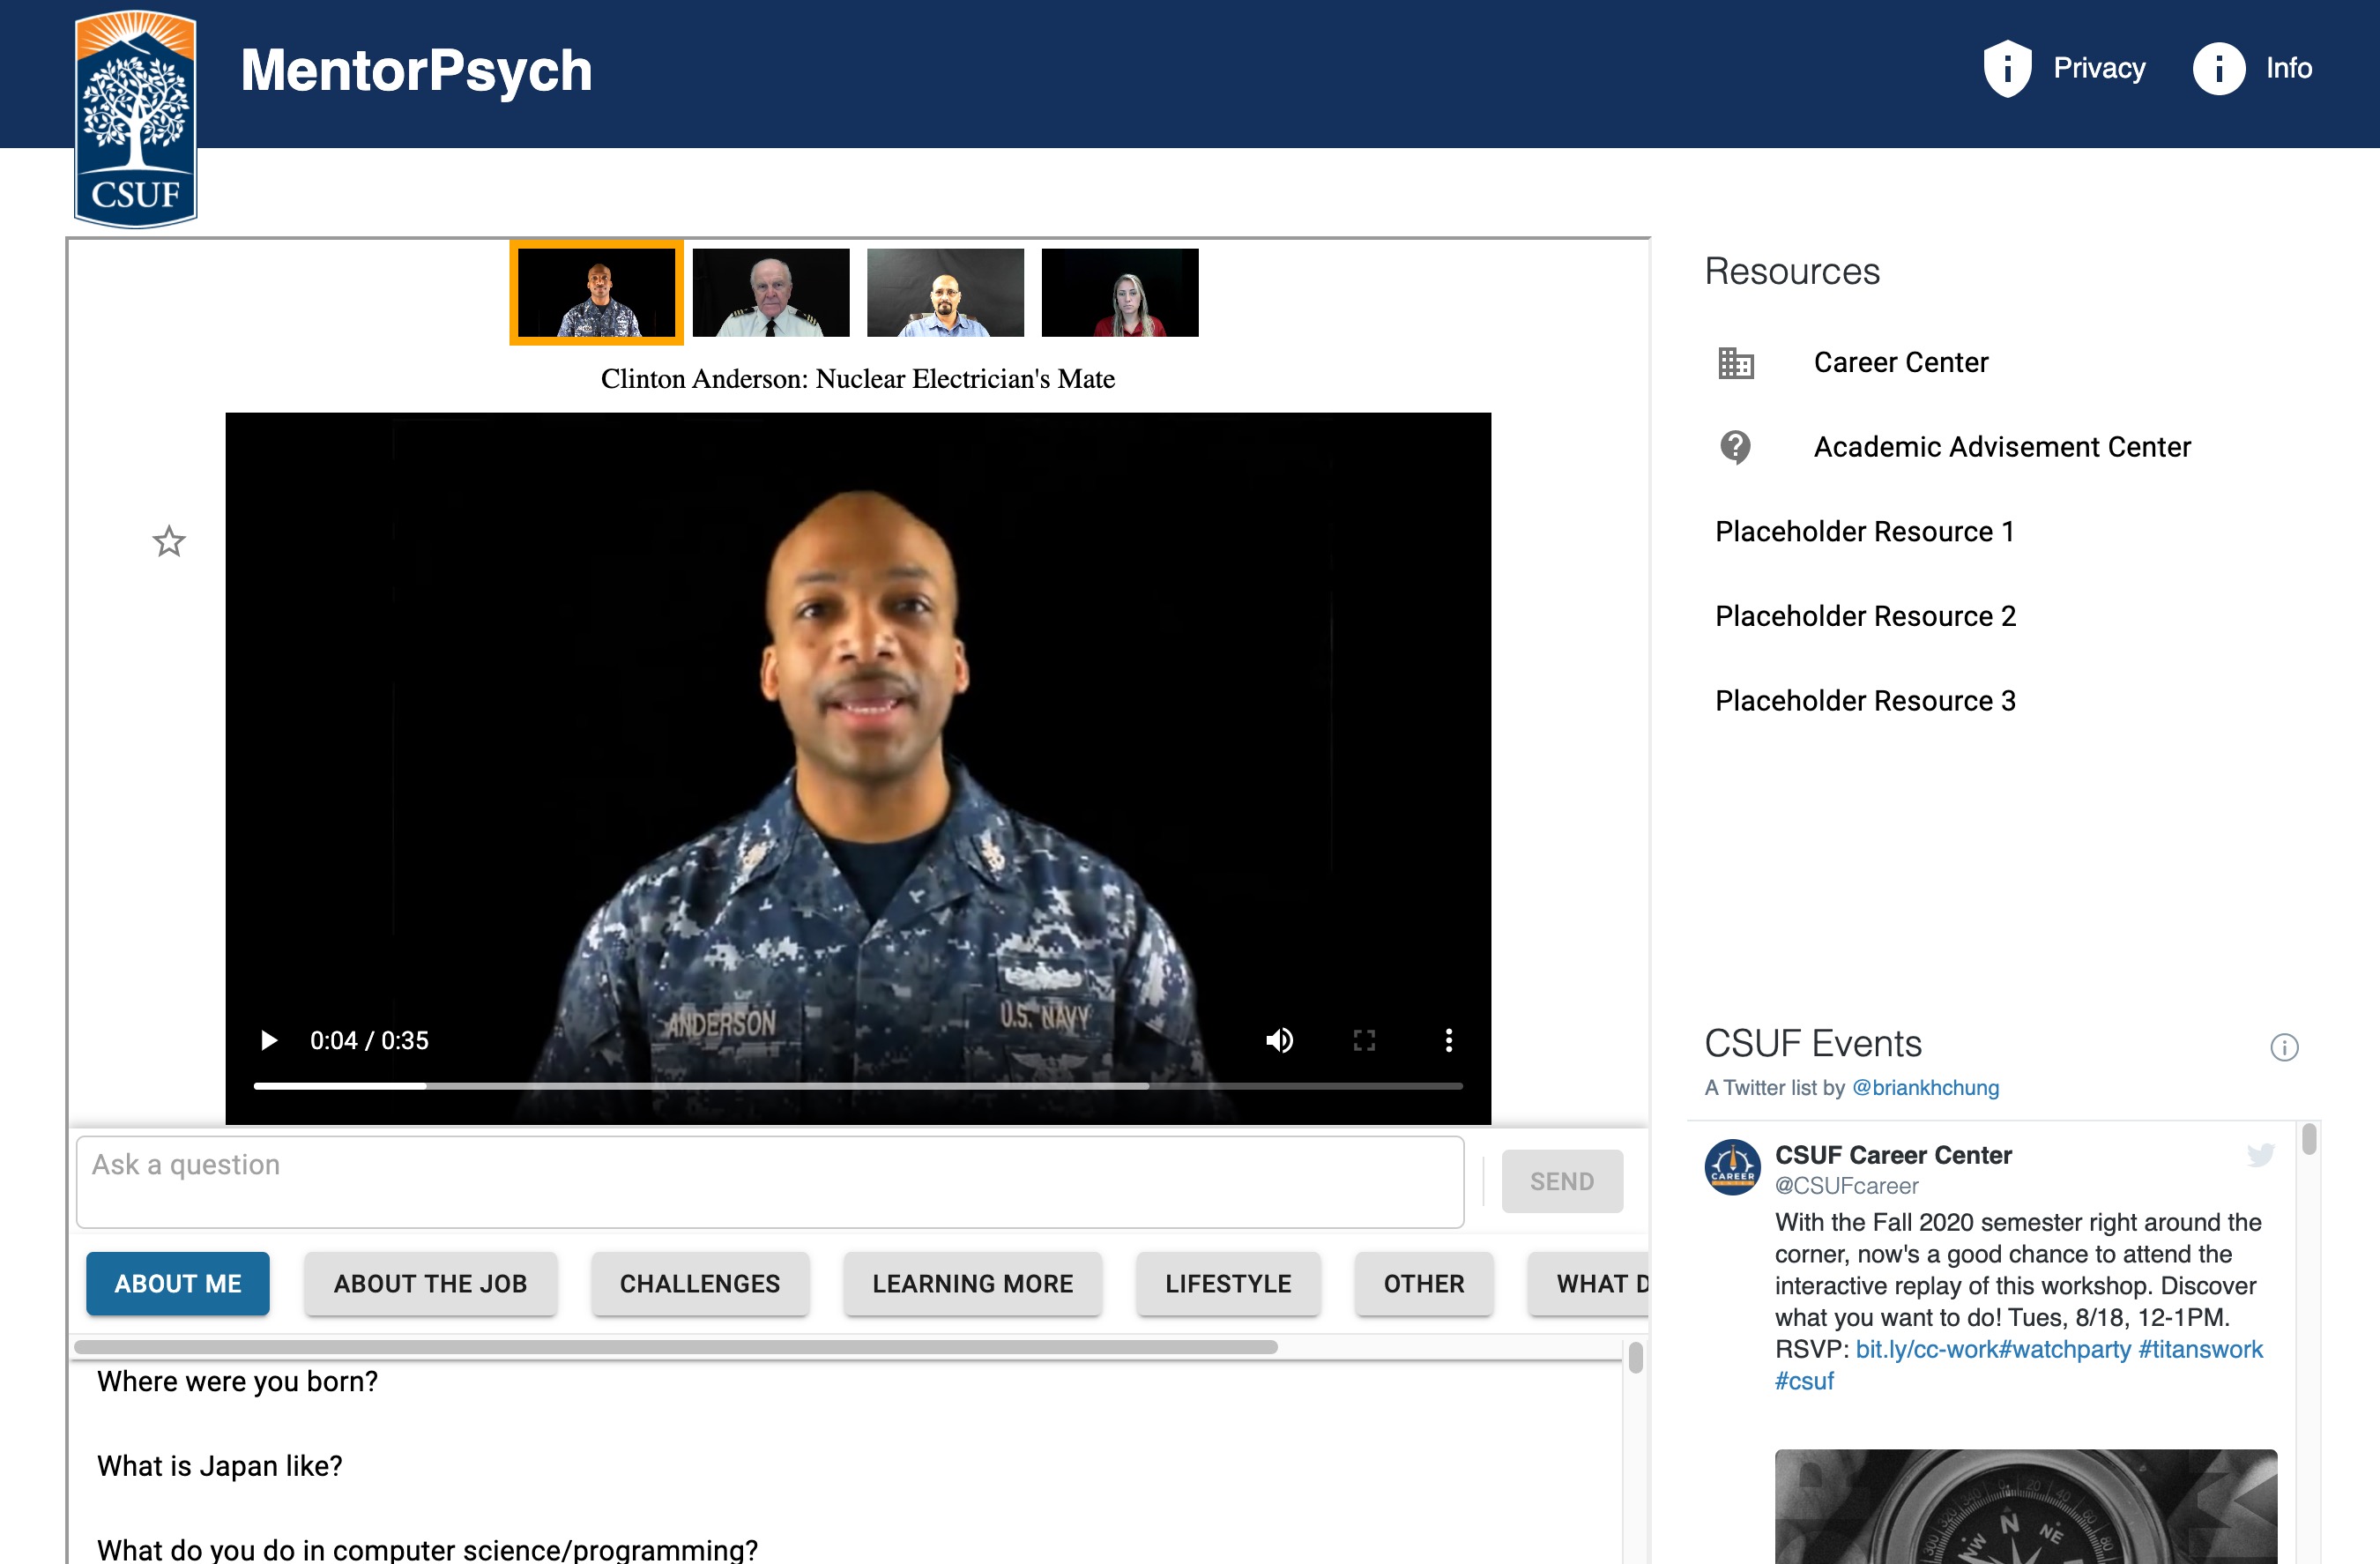 MentorPsych
Privacy
Info
CSUF
Clinton Anderson: Nuclear Electrician's Mate
ANDERSON
U.S. NAVY
0:04 / 0:35
Ask a question
SEND
ABOUT ME
ABOUT THE JOB
CHALLENGES
LEARNING MORE
LIFESTYLE
OTHER
WHAT D
Where were you born?
What is Japan like?
What do you do in computer science/programming?
Resources
Career Center
Academic Advisement Center
Placeholder Resource 1
Placeholder Resource 2
Placeholder Resource 3
CSUF Events
A Twitter list by @briankhchung
CAREER
CSUF Career Center
@CSUFcareer
With the Fall 2020 semester right around the
corner, now's a good chance to attend the
interactive replay of this workshop. Discover
what you want to do! Tues, 8/18, 12-1PM.
RSVP: bit.ly/cc-work#watchparty #titanswork
#csuf
N
NE
NW